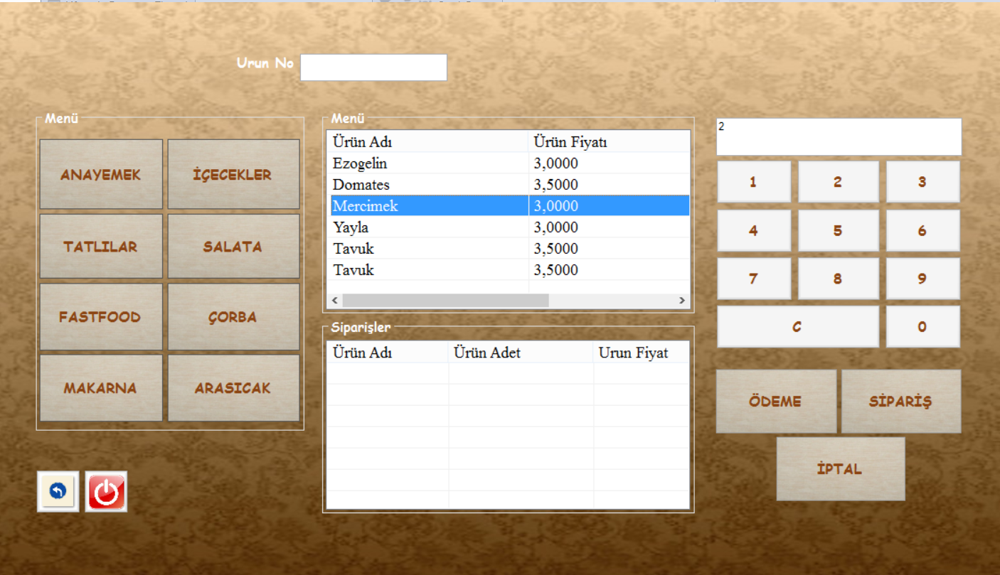 Urun No
Menü
ANAYEMEK İÇECEKLER
TATLILAR SALATA
FASTFOOD ÇORBA
MAKARNA ARASICAK
Menü
Ürün Adı Ürün Fiyatı
Ezogelin 3,0000
Domates 3,5000
Mercimek 3,0000
Yayla 3,0000
Tavuk 3,5000
Tavuk 3,5000
Siparişler
Ürün Adı Ürün Adet Urun Fiyat
2
1 2 3
4 5 6
7 8 9
C 0
ÖDEME SİPARİŞ
İPTAL